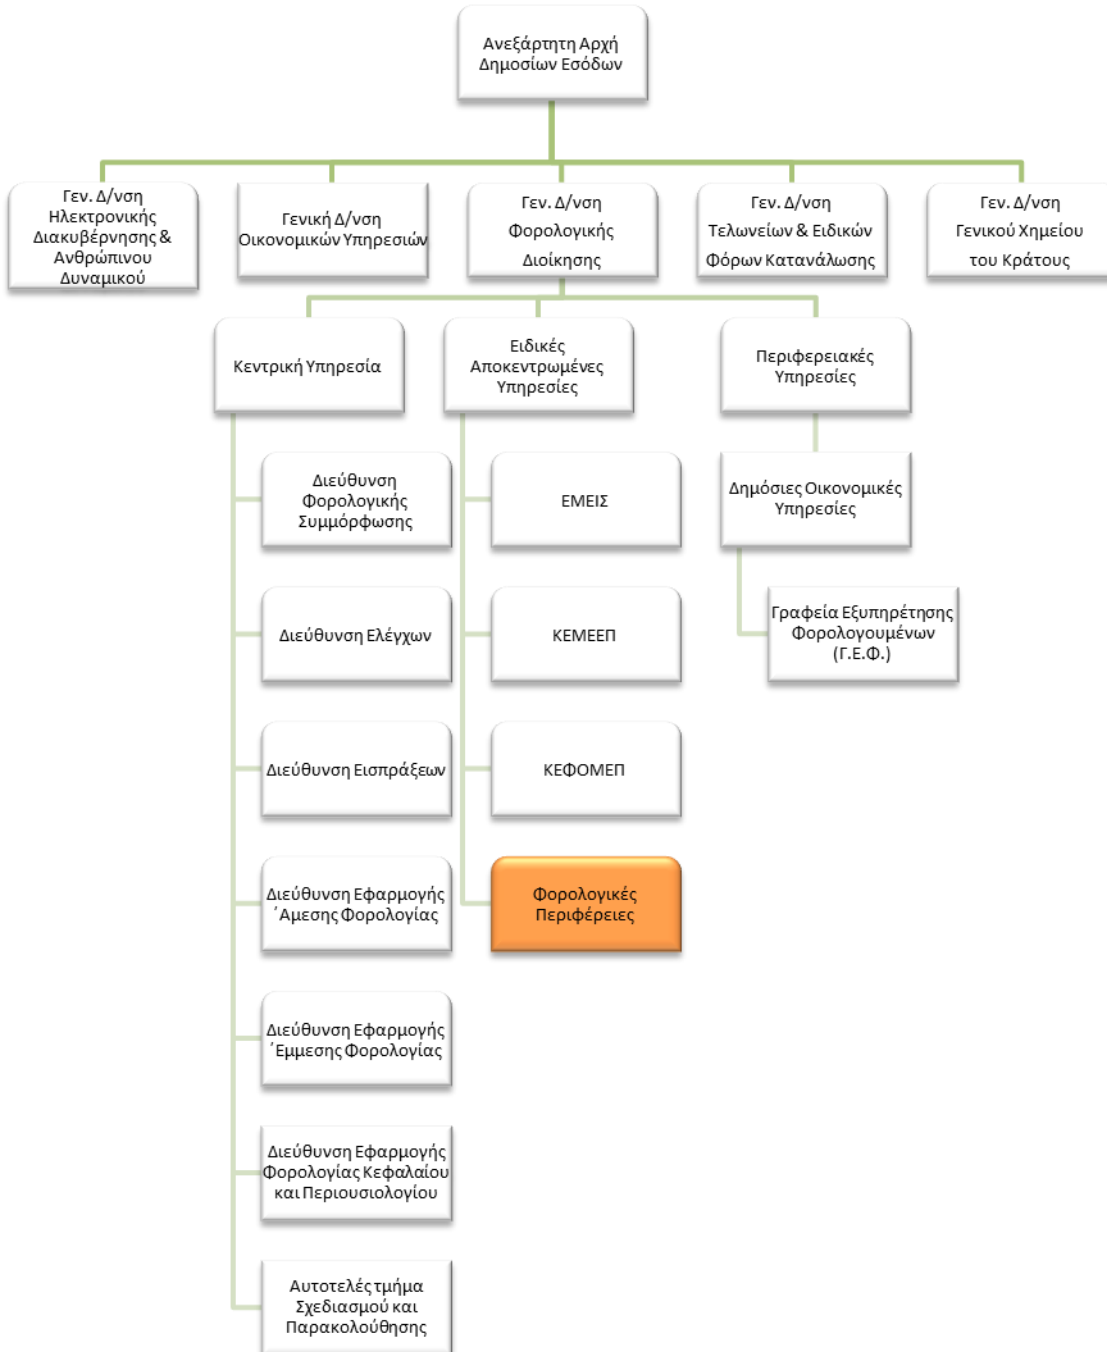 Ανεξάρτητη Αρχή
Δημοσίων Εσόδων
Γεν. Δ/νση
Ηλεκτρονικής
Διακυβέρνησης &
Ανθρώπινου
Δυναμικού
Γενική Δ/νση
Οικονομικών Υπηρεσιών
Γεν. Δ/νση
Φορολογικής
Διοίκησης
Γεν. Δ/νση
Τελωνείων & Ειδικών
Φόρων Κατανάλωσης
Γεν. Δ/νση
Γενικού Χημείου
του Κράτους
Κεντρική Υπηρεσία
Ειδικές
Αποκεντρωμένες
Υπηρεσίες
Περιφερειακές
Υπηρεσίες
Διεύθυνση
Φορολογικής
Συμμόρφωσης
ΕΜΕΙΣ
Δημόσιες Οικονομικές
Υπηρεσίες
Διεύθυνση Ελέγχων
ΚΕΜΕΕΠ
Γραφεία Εξυπηρέτησης
Φορολογουμένων
(Γ.Ε.Φ.)
Διεύθυνση Εισπράξεων
ΚΕΦΟΜΕΠ
Διεύθυνση Εφαρμογής
΄Αμεσης Φορολογίας
Φορολογικές
Περιφέρειες
Διεύθυνση Εφαρμογής
΄Εμμεσης Φορολογίας
Διεύθυνση Εφαρμογής
Φορολογίας Κεφαλαίου
και Περιουσιολογίου
Αυτοτελές τμήμα
Σχεδιασμού και
Παρακολούθησης